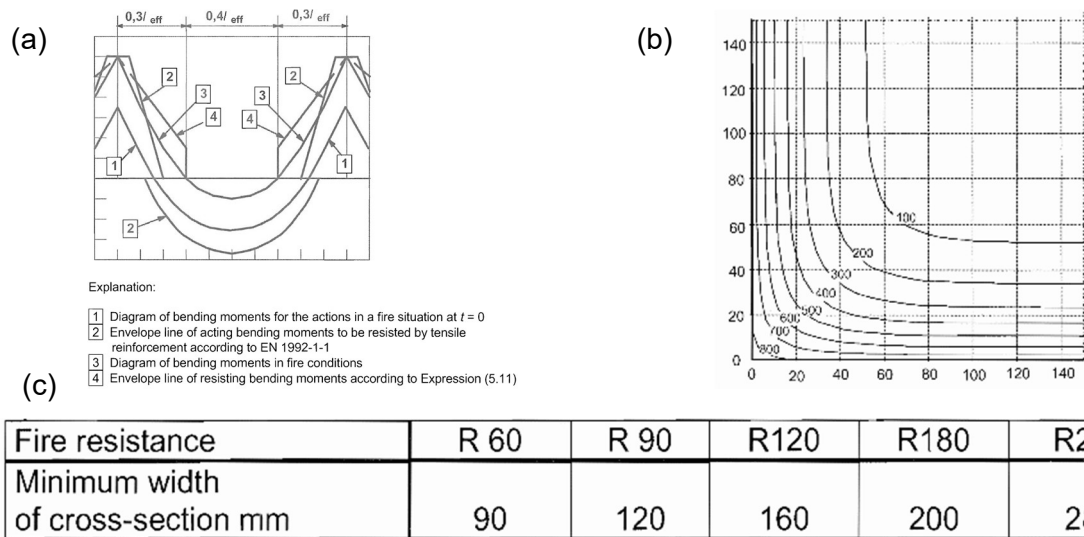 (a)
0,3l eff 0,4l eff 0,3l eff
2
3
4
1
2
3
4
1
2
Explanation:
1 Diagram of bending moments for the actions in a fire situation at t = 0
2 Envelope line of acting bending moments to be resisted by tensile
reinforcement according to EN 1992-1-1
3 Diagram of bending moments in fire conditions
4 Envelope line of resisting bending moments according to Expression (5.11)
(b)
140
120
100
80
60
40
20
0
100
200
300
400
500
600
700
800
0 20 40 60 80 100 120 140
(c)
Fire resistance R 60 R 90 R120 R180
Minimum width
of cross-section mm 90 120 160 200